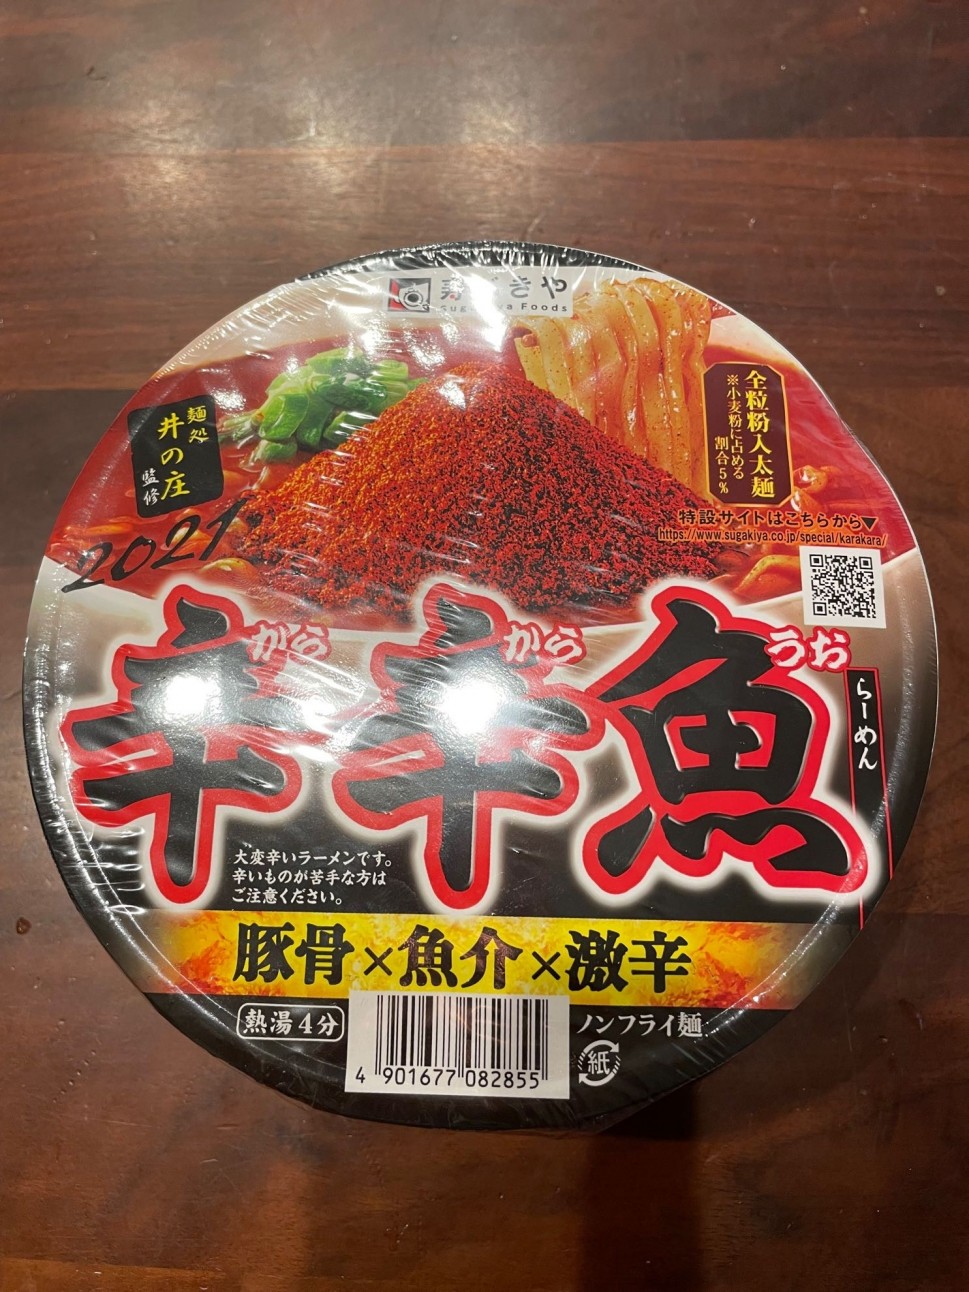 寿がきや
Sugakiya Foods
麺処
井の庄
監修
2021
全粒粉入太麺
※小麦粉に占める
割合5%
特設サイトはこちらから▼
https://www.sugakiya.co.jp/special/karakara/
から から うお
辛辛魚
らーめん
大変辛いラーメンです。
辛いものが苦手な方は
ご注意ください。
豚骨×魚介×激辛
熱湯4分
ノンフライ麺
紙
4 901677 082855